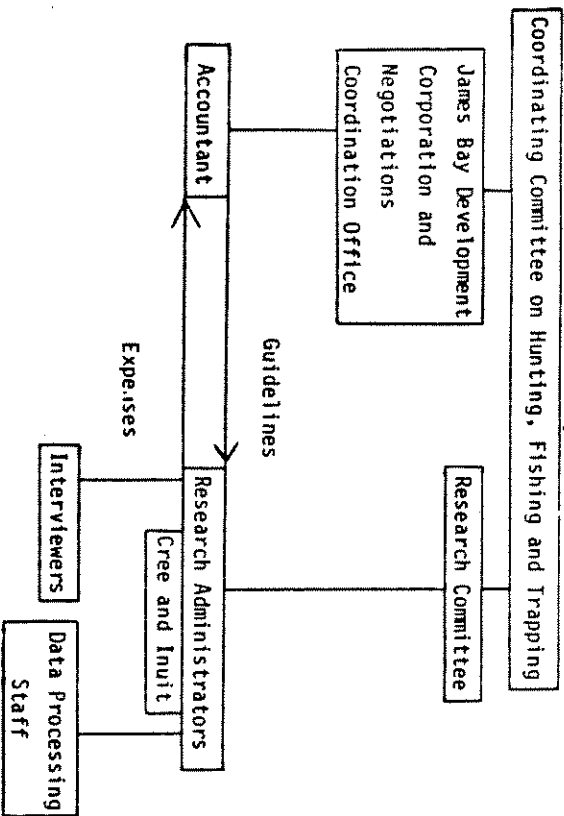 Coordinating Committee on Hunting, Fishing and Trapping
James Bay Development
Corporation and
Negotiations
Coordination Office
Research Committee
Accountant
Guidelines
Expenses
Research Administrators
Cree and Inuit
Interviewers
Data Processing
Staff